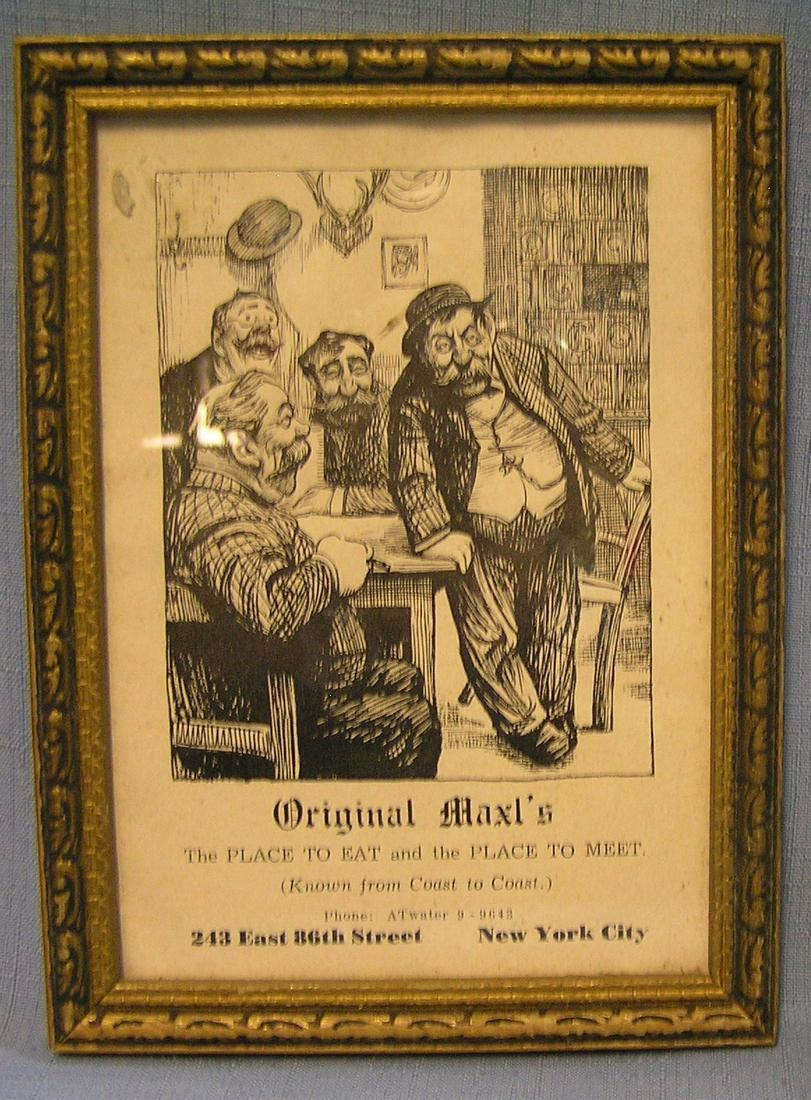 Original Maxl's
The PLACE TO EAT and the PLACE TO MEET.
(Known from Coast to Coast.)
Phone: ATwater 9-9643
243 East 86th Street New York City